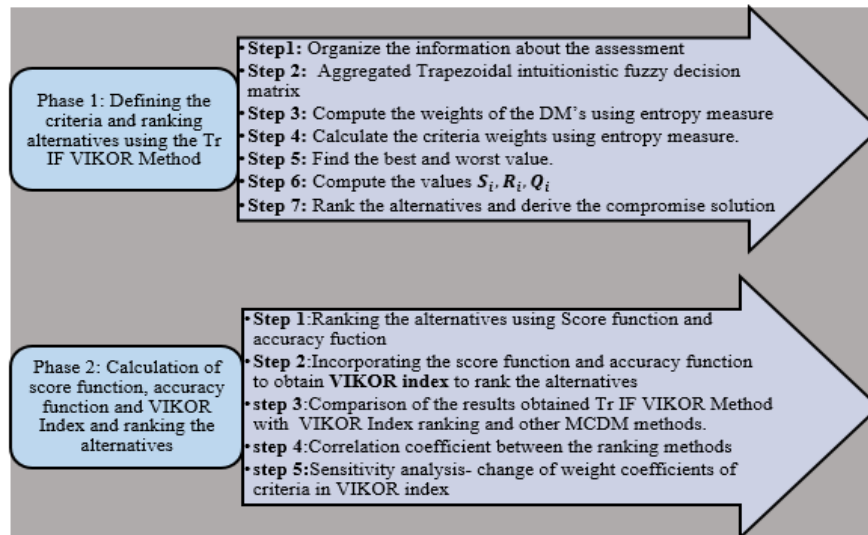 Phase 1: Defining the
criteria and ranking
alternatives using the Tr
IF VIKOR Method
•Step1: Organize the information about the assessment
•Step 2: Aggregated Trapezoidal intuitionistic fuzzy decision
matrix
•Step 3: Compute the weights of the DM's using entropy measure
•Step 4: Calculate the criteria weights using entropy measure.
•Step 5: Find the best and worst value.
•Step 6: Compute the values Sᵢ, Rᵢ, Qᵢ
•Step 7: Rank the alternatives and derive the compromise solution
Phase 2: Calculation of
score function, accuracy
function and VIKOR
Index and ranking the
alternatives
•Step 1:Ranking the alternatives using Score function and
accuracy fuction
•Step 2:Incorporating the score function and accuracy function
to obtain VIKOR index to rank the alternatives
•step 3:Comparison of the results obtained Tr IF VIKOR Method
with VIKOR Index ranking and other MCDM methods.
•step 4:Correlation coefficient between the ranking methods
•step 5:Sensitivity analysis- change of weight coefficients of
criteria in VIKOR index